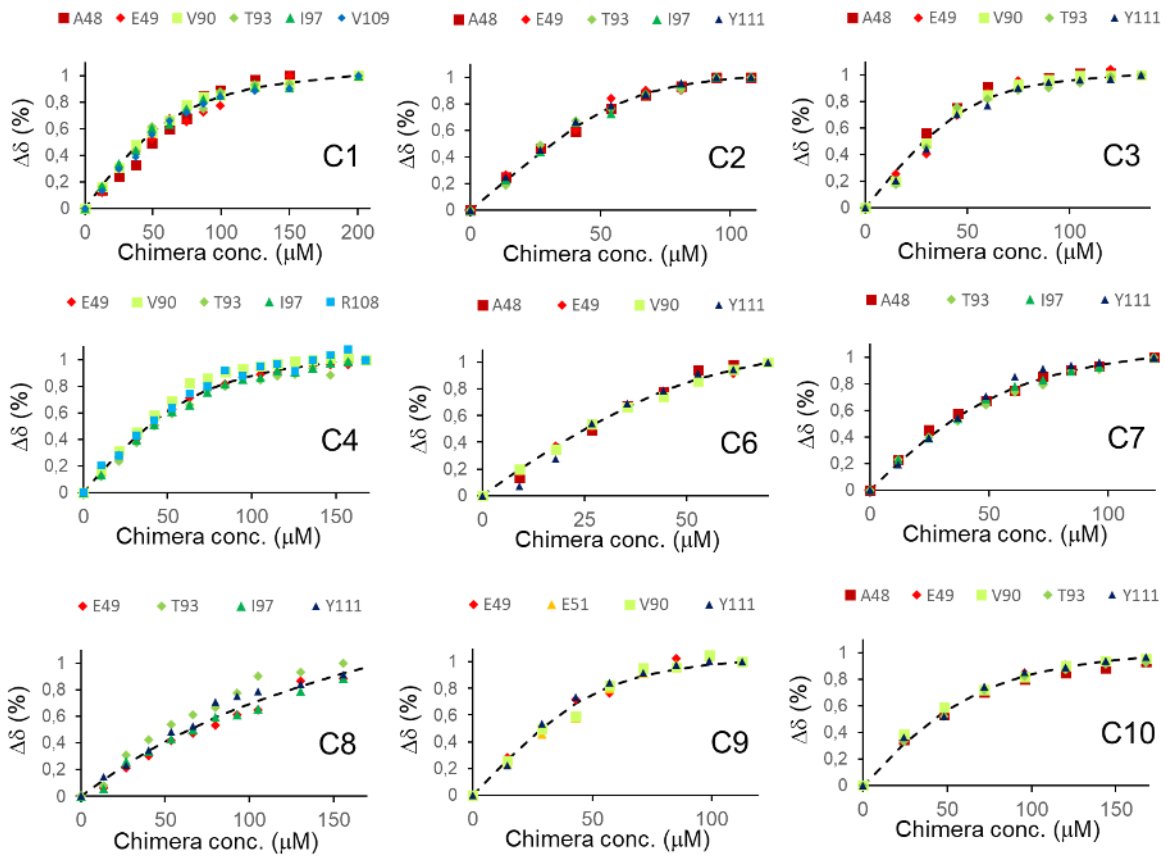 A48 E49 V90 T93 I97 V109
Δδ (%)
1
0,8
0,6
0,4
0,2
0
C1
0 50 100 150 200
Chimera conc. (μM)
A48 E49 T93 I97 Y111
Δδ (%)
1
0,8
0,6
0,4
0,2
0
C2
0 50 100
Chimera conc. (μM)
A48 E49 V90 T93 Y111
Δδ (%)
1
0,8
0,6
0,4
0,2
0
C3
0 50 100
Chimera conc. (μM)
E49 V90 T93 I97 R108
Δδ (%)
1
0,8
0,6
0,4
0,2
0
C4
0 50 100 150
Chimera conc. (μM)
A48 E49 V90 Y111
Δδ (%)
1
0,8
0,6
0,4
0,2
0
C6
0 25 50
Chimera conc. (μM)
A48 T93 I97 Y111
Δδ (%)
1
0,8
0,6
0,4
0,2
0
C7
0 50 100
Chimera conc. (μM)
E49 T93 I97 Y111
Δδ (%)
1
0,8
0,6
0,4
0,2
0
C8
0 50 100 150
Chimera conc. (μM)
E49 E51 V90 Y111
Δδ (%)
1
0,8
0,6
0,4
0,2
0
C9
0 50 100
Chimera conc. (μM)
A48 E49 V90 T93 Y111
Δδ (%)
1
0,8
0,6
0,4
0,2
0
C10
0 50 100 150
Chimera conc. (μM)